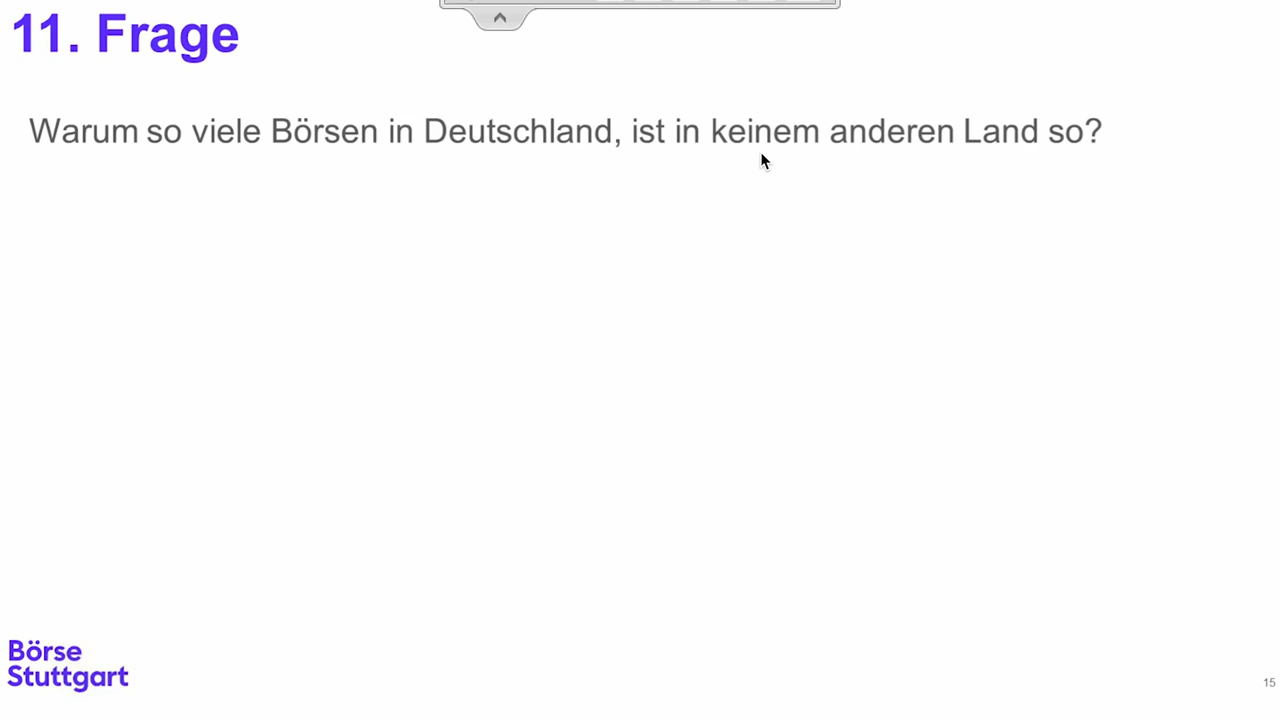 11. Frage
Warum so viele Börsen in Deutschland, ist in keinem anderen Land so?
Börse
Stuttgart
15